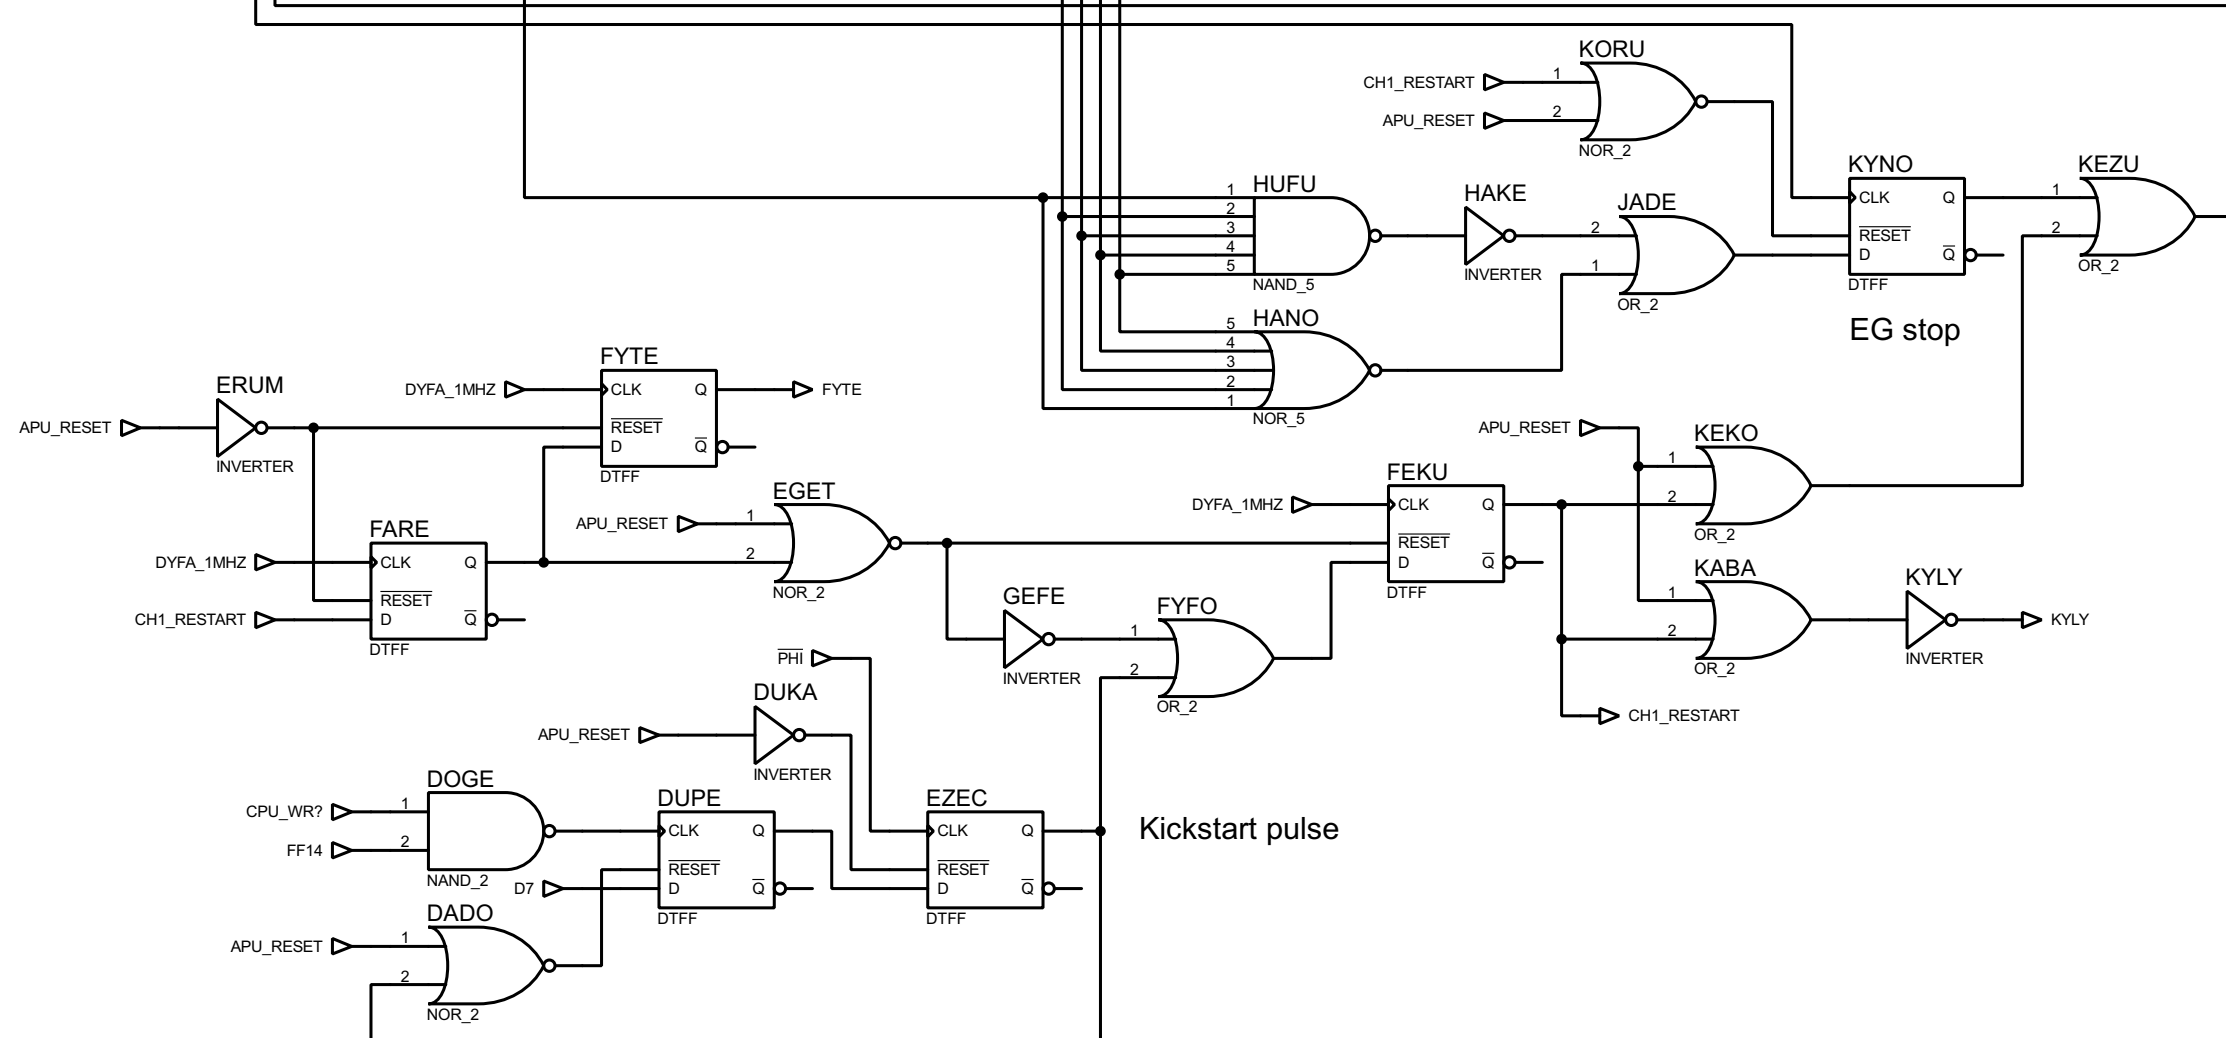 KORU
CH1_RESTART
1
APU_RESET
2
NOR_2
HUFU
1
2
3
4
5
NAND_5
HAKE
INVERTER
JADE
2
1
OR_2
KYNO
CLK
Q
RESET
D
Q
DTFF
KEZU
1
2
OR_2
EG stop
HANO
5
4
3
2
1
NOR_5
FYTE
DYFA_1MHZ
CLK
Q
FYTE
RESET
D
Q
DTFF
ERUM
APU_RESET
INVERTER
APU_RESET
KEKO
1
2
OR_2
FEKU
DYFA_1MHZ
CLK
Q
RESET
D
Q
DTFF
EGET
APU_RESET
1
2
NOR_2
FARE
DYFA_1MHZ
CLK
Q
RESET
CH1_RESTART
D
Q
DTFF
KABA
1
2
OR_2
KYLY
KYLY
INVERTER
GEFE
INVERTER
FYFO
1
2
OR_2
PHI
CH1_RESTART
DUKA
APU_RESET
INVERTER
DOGE
CPU_WR?
1
FF14
2
NAND_2
DUPE
CLK
Q
RESET
D7
D
Q
DTFF
EZEC
CLK
Q
RESET
D
Q
DTFF
Kickstart pulse
DADO
APU_RESET
1
2
NOR_2